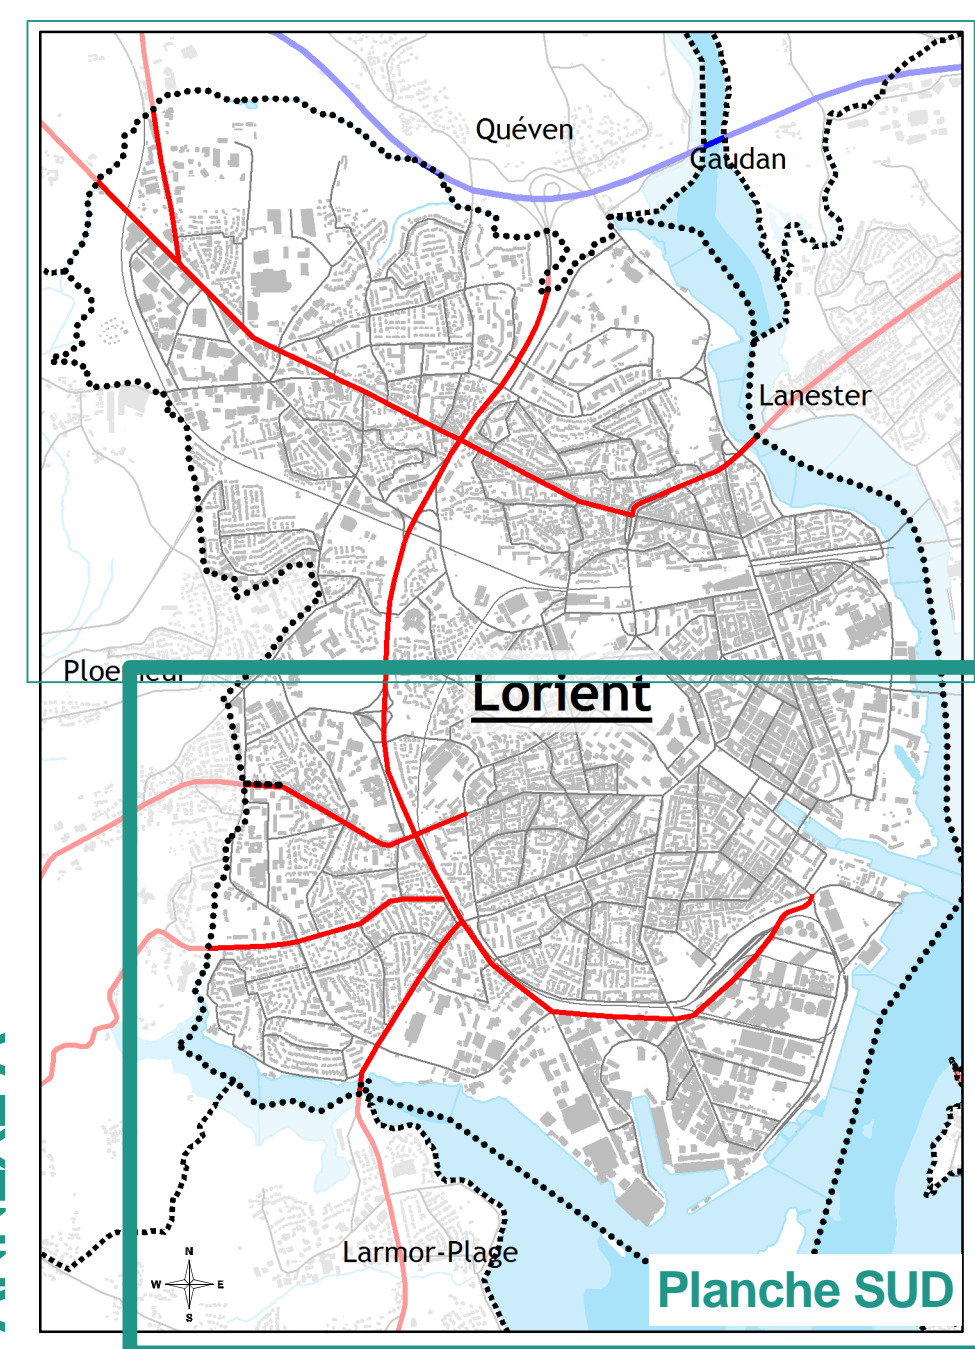 Quéven
Caudan
Lanester
Lorient
Larmor-Plage
N
W E
S
Planche SUD